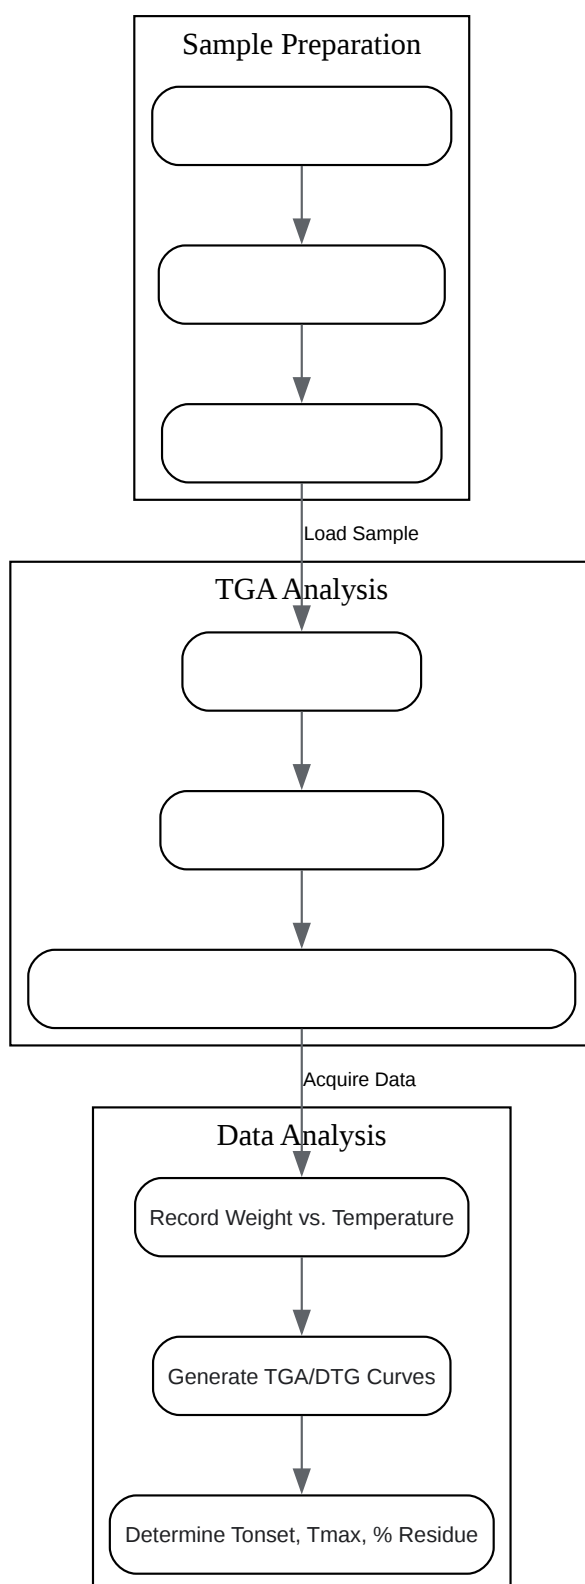 Sample Preparation
Load Sample
TGA Analysis
Acquire Data
Data Analysis
Record Weight vs. Temperature
Generate TGA/DTG Curves
Determine Tonset, Tmax, % Residue